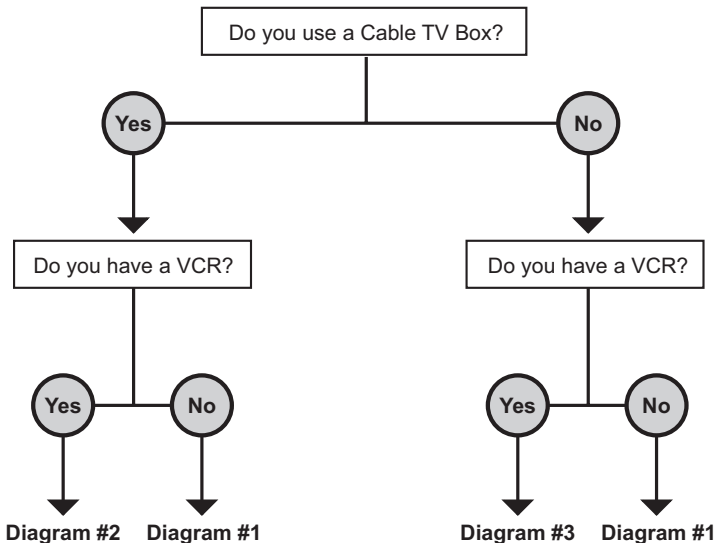 Do you use a Cable TV Box?
Yes
No
Do you have a VCR?
Do you have a VCR?
Yes
No
Yes
No
Diagram #2
Diagram #1
Diagram #3
Diagram #1